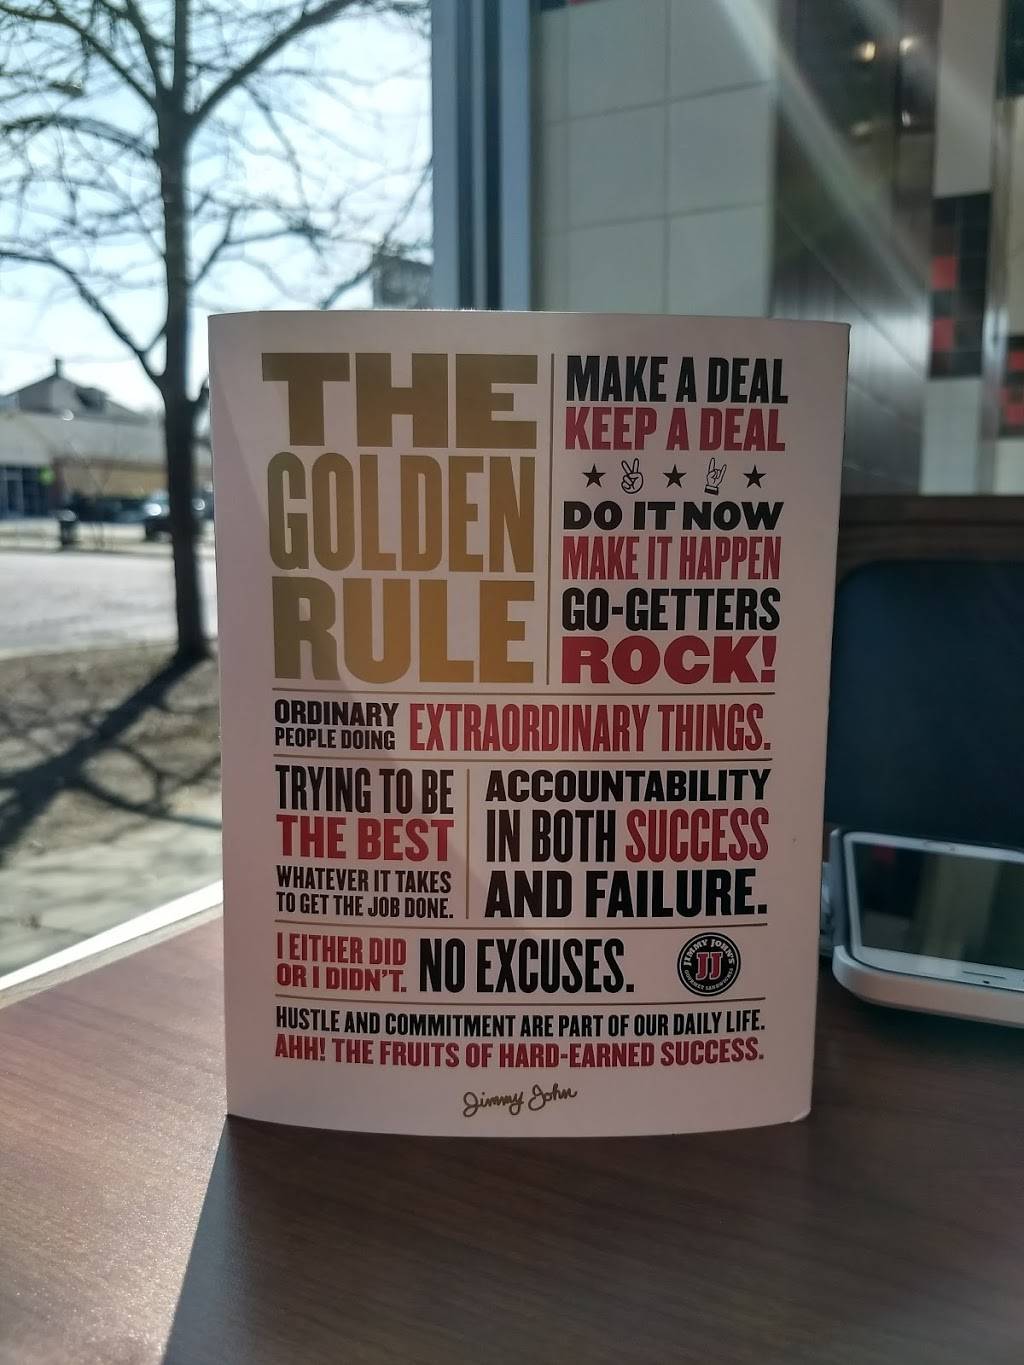 THE
GOLDEN
RULE
MAKE A DEAL
KEEP A DEAL
DO IT NOW
MAKE IT HAPPEN
GO-GETTERS
ROCK!
ORDINARY
PEOPLE DOING
EXTRAORDINARY THINGS.
TRYING TO BE
THE BEST
WHATEVER IT TAKES
TO GET THE JOB DONE.
ACCOUNTABILITY
IN BOTH SUCCESS
AND FAILURE.
I EITHER DID
OR I DIDN'T.
NO EXCUSES.
JIMMY JOHN'S
JJ
GOURMET SANDWICHES
HUSTLE AND COMMITMENT ARE PART OF OUR DAILY LIFE.
AHH! THE FRUITS OF HARD-EARNED SUCCESS.
Jimmy John